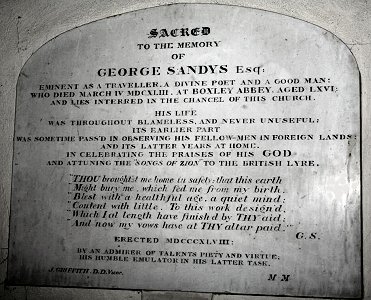 SACRED
TO THE MEMORY
OF
GEORGE SANDYS Esq:
EMINENT AS A TRAVELLER, A DIVINE POET AND A GOOD MAN:
WHO DIED MARCH IV MDCXLIII. AT BOXLEY ABBEY, AGED LXVI;
AND LIES INTERRED IN THE CHANCEL OF THIS CHURCH.
HIS LIFE
WAS THROUGHOUT BLAMELESS, AND NEVER UNUSEFUL;
ITS EARLIER PART
WAS SOMETIME PASS'D IN OBSERVING HIS FELLOW-MEN IN FOREIGN LANDS;
AND ITS LATTER YEARS AT HOME,
IN CELEBRATING THE PRAISES OF HIS GOD
AND ATTUNING THE "SONGS OF ZION" TO THE BRITISH LYRE.
"THOU brought'st me home in safety; that this earth
"Might bury me, which fed me from my birth:
"Blest with a healthful age; a quiet mind;
"Content with little; To this work design'd;
"Which I at length have finish'd by THY aid;
"And now my vows have at THY altar paid."
G.S.
ERECTED MDCCCXLVIII;
BY AN ADMIRER OF TALENTS PIETY AND VIRTUE;
HIS HUMBLE EMULATOR IN HIS LATTER TASK.
J. GRIFFITH. D.D. Vicar.
M M